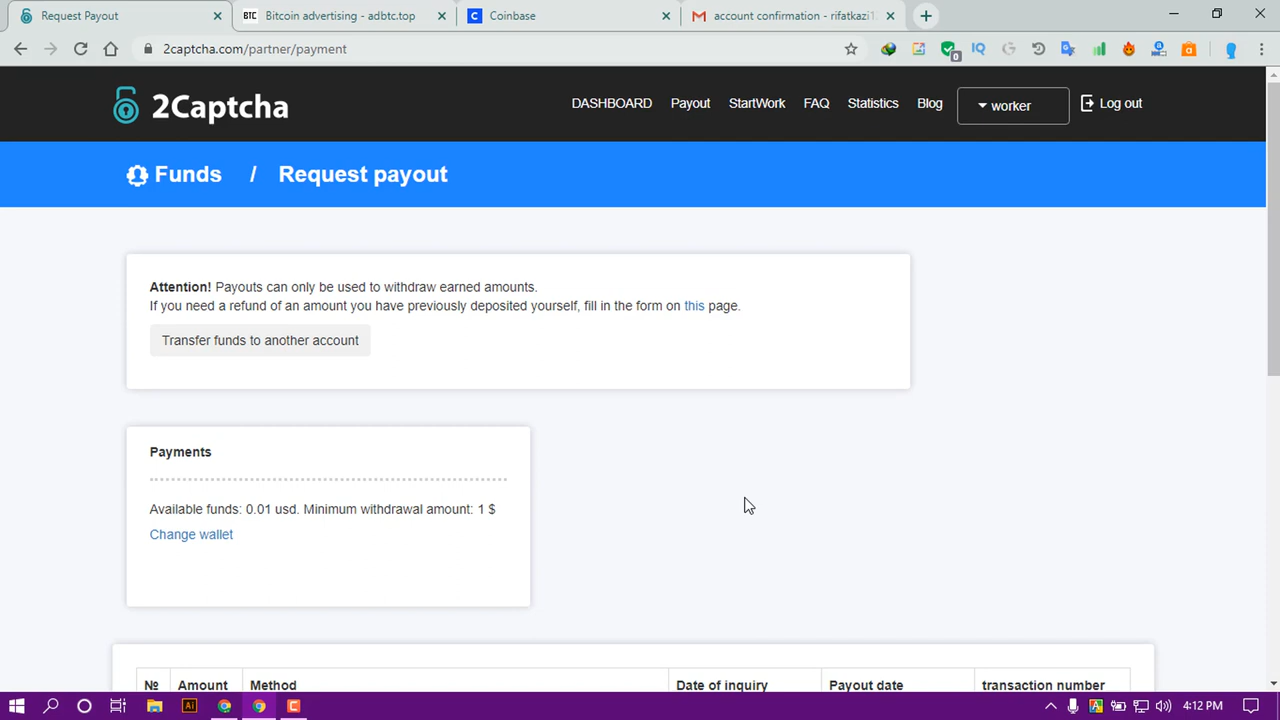 Request Payout
BTC Bitcoin advertising - adbtc.top
Coinbase
account confirmation - rifatkazi1
2captcha.com/partner/payment
2Captcha
DASHBOARD Payout StartWork FAQ Statistics Blog worker Log out
Funds / Request payout
Attention! Payouts can only be used to withdraw earned amounts.
If you need a refund of an amount you have previously deposited yourself, fill in the form on this page.
Transfer funds to another account
Payments
Available funds: 0.01 usd. Minimum withdrawal amount: 1 $
Change wallet
№ Amount Method Date of inquiry Payout date transaction number
4:12 PM